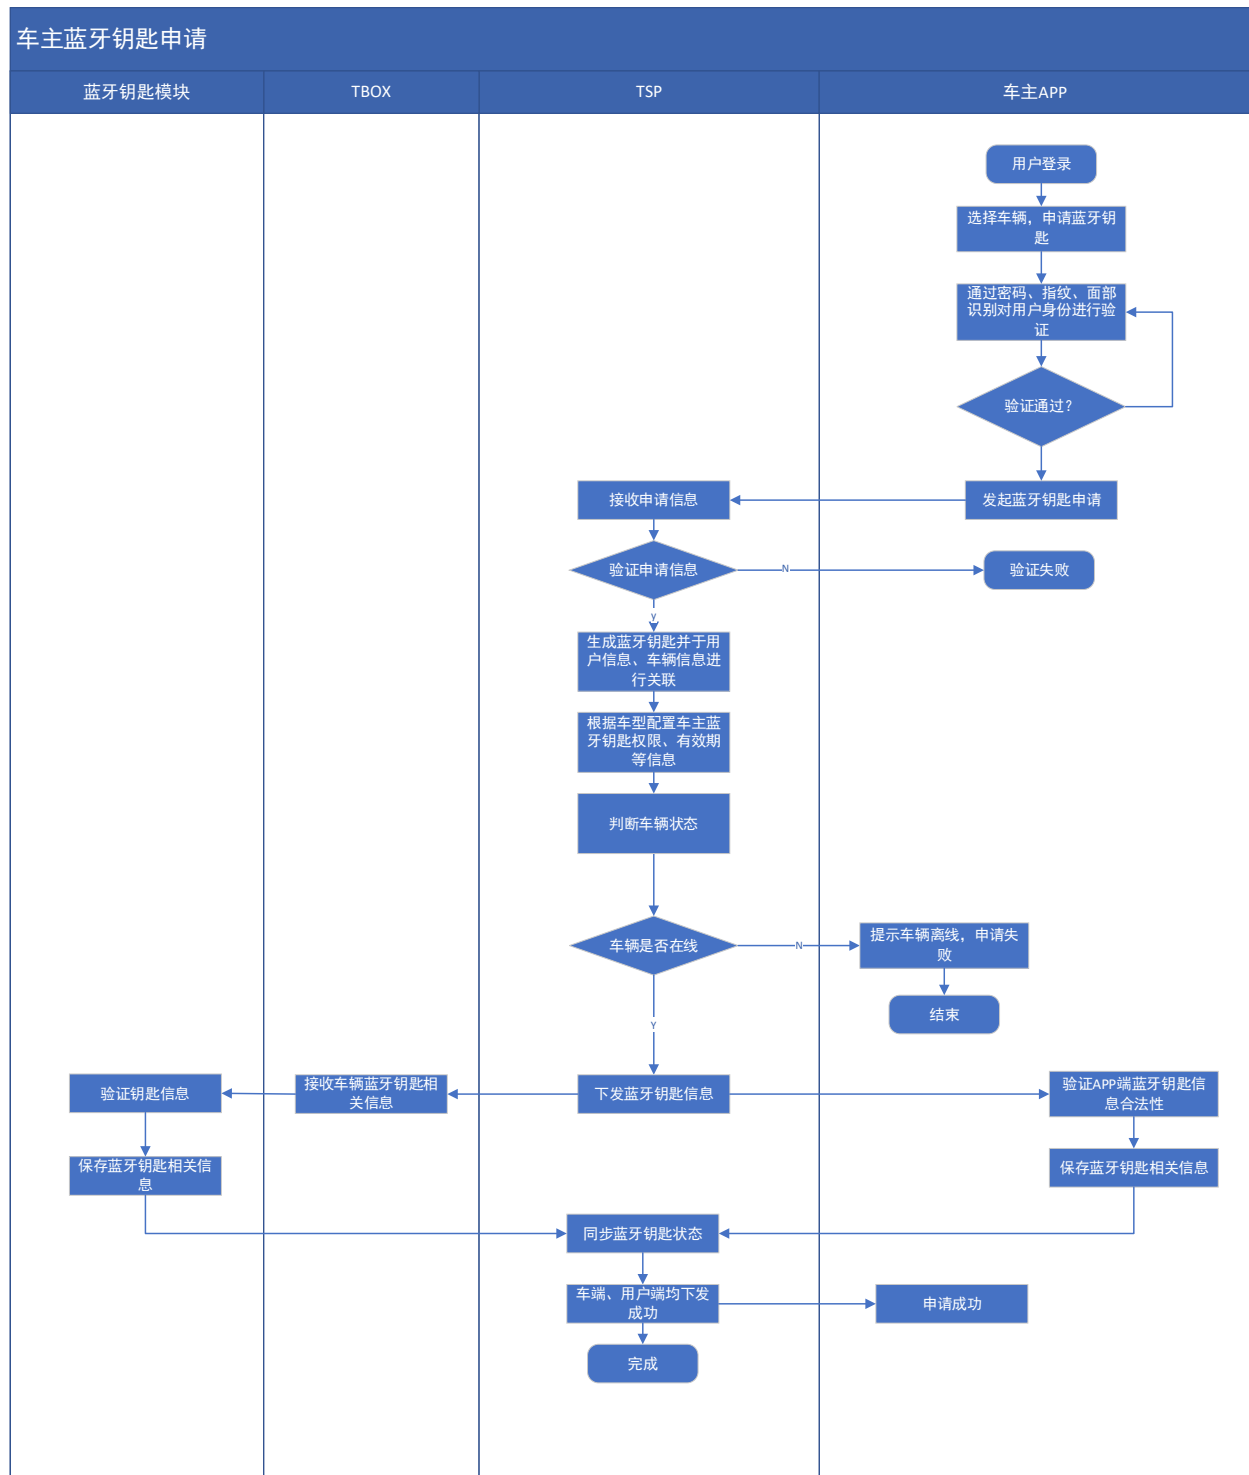 车主蓝牙钥匙申请
蓝牙钥匙模块
TBOX
TSP
车主APP
用户登录
选择车辆，申请蓝牙钥
匙
通过密码、指纹、面部
识别对用户身份进行验
证
验证通过？
接收申请信息
发起蓝牙钥匙申请
验证申请信息
N
验证失败
y
生成蓝牙钥匙并于用
户信息、车辆信息进
行关联
根据车型配置车主蓝
牙钥匙权限、有效期
等信息
判断车辆状态
车辆是否在线
N
提示车辆离线，申请失
败
结束
Y
验证钥匙信息
接收车辆蓝牙钥匙相
关信息
下发蓝牙钥匙信息
验证APP端蓝牙钥匙信
息合法性
保存蓝牙钥匙相关信
息
保存蓝牙钥匙相关信息
同步蓝牙钥匙状态
车端、用户端均下发
成功
申请成功
完成